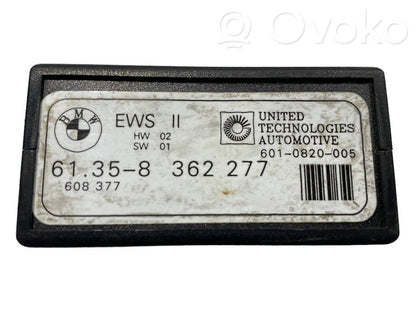 Ovoko
BMW
EWS II
HW 02
SW 01
UNITED
TECHNOLOGIES
AUTOMOTIVE
601-0820-005
61.35-8 362 277
608 377